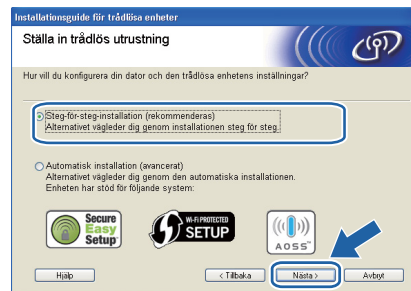 Installationsguide för trådlösa enheter
Ställa in trådlös utrustning
Hur vill du konfigurera din dator och den trådlösa enhetens inställningar?
Steg-för-steg-installation (rekommenderas)
Alternativet vägleder dig genom installationen steg för steg.
Automatisk installation (avancerat)
Alternativet vägleder dig genom den automatiska installationen.
Enheten har stöd för följande system:
Secure
Easy
Setup
WI-FI PROTECTED
SETUP
AOSS™
Hjälp
< Tillbaka
Nästa >
Avbryt